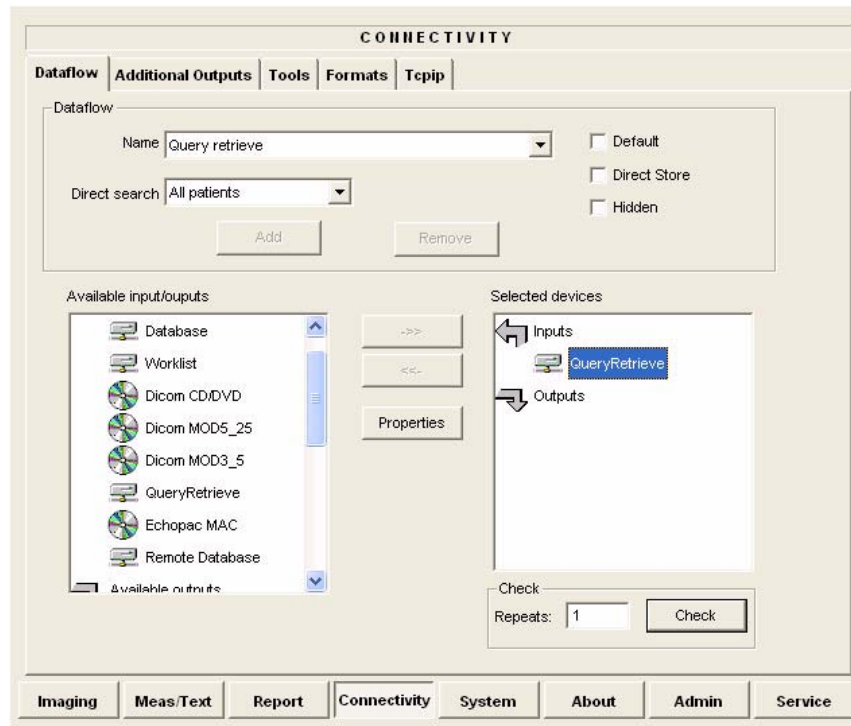 CONNECTIVITY
Dataflow Additional Outputs Tools Formats Tcpip
Dataflow
Name Query retrieve
Default
Direct Store
Direct search All patients
Hidden
Add Remove
Available input/ouputs
Database
Worklist
Dicom CD/DVD
Dicom MOD5_25
Dicom MOD3_5
QueryRetrieve
Echopac MAC
Remote Database
Available outputs
->>
<<-
Properties
Selected devices
Inputs
QueryRetrieve
Outputs
Check
Repeats: 1 Check
Imaging Meas/Text Report Connectivity System About Admin Service